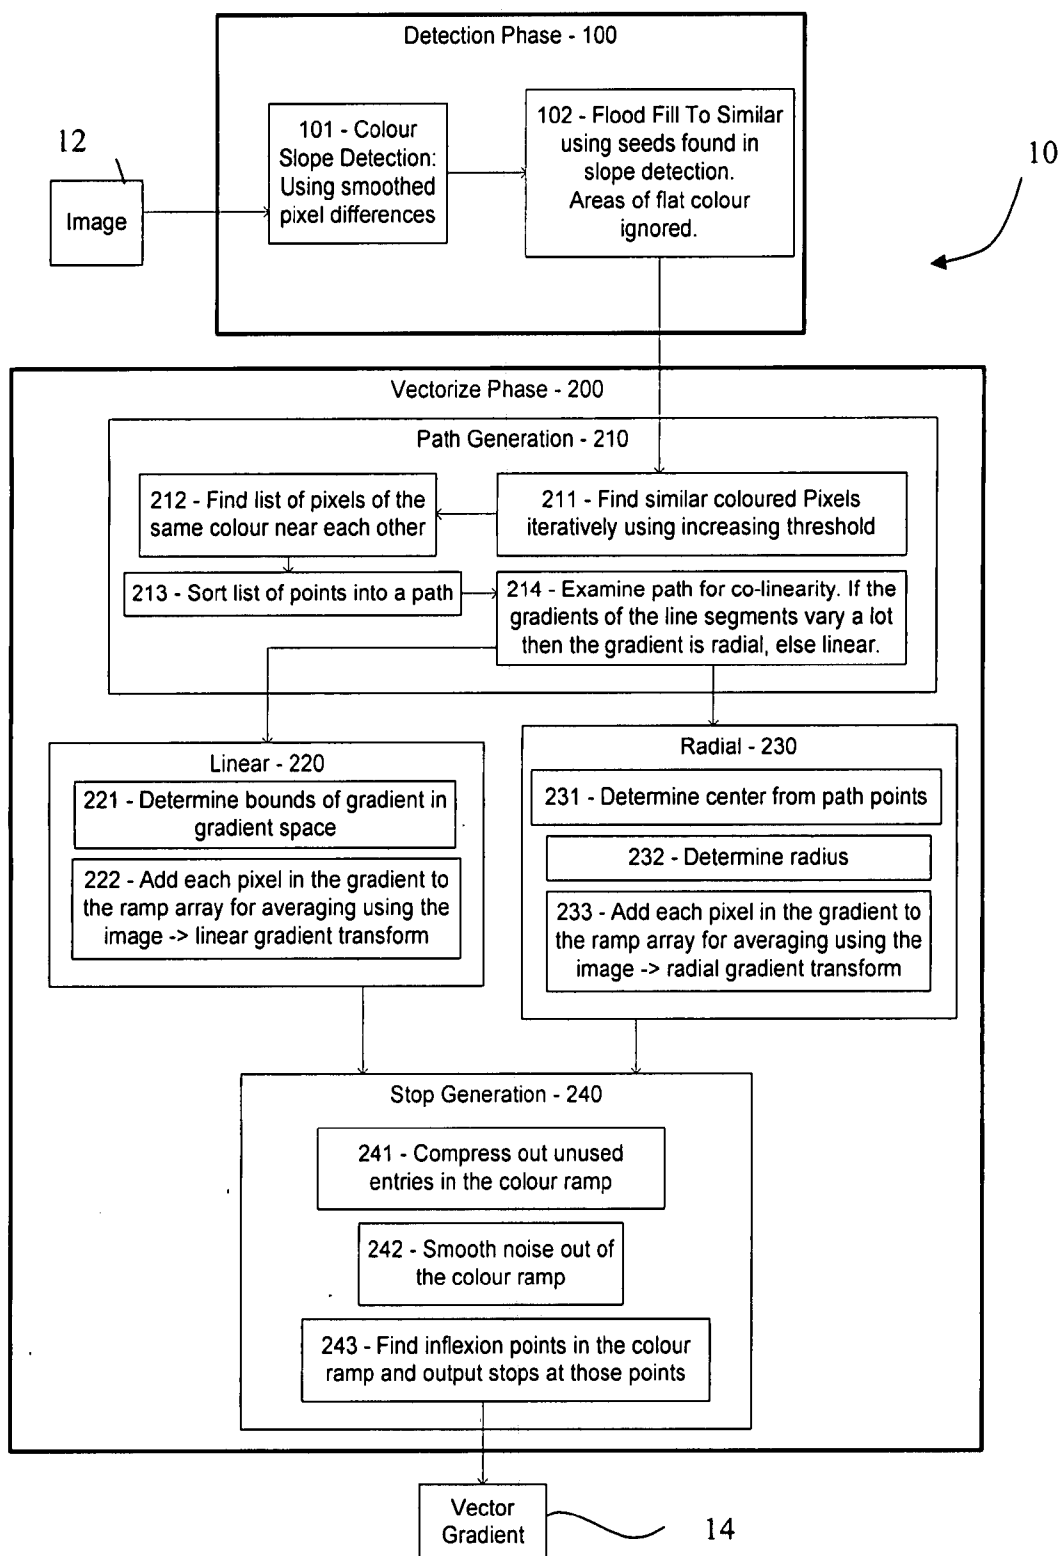 Detection Phase - 100
101 - Colour
Slope Detection:
Using smoothed
pixel differences
102 - Flood Fill To Similar
using seeds found in
slope detection.
Areas of flat colour
ignored.
12
Image
10
Vectorize Phase - 200
Path Generation - 210
212 - Find list of pixels of the
same colour near each other
211 - Find similar coloured Pixels
iteratively using increasing threshold
213 - Sort list of points into a path
214 - Examine path for co-linearity. If the
gradients of the line segments vary a lot
then the gradient is radial, else linear.
Linear - 220
221 - Determine bounds of gradient in
gradient space
222 - Add each pixel in the gradient to
the ramp array for averaging using the
image -> linear gradient transform
Radial - 230
231 - Determine center from path points
232 - Determine radius
233 - Add each pixel in the gradient to
the ramp array for averaging using the
image -> radial gradient transform
Stop Generation - 240
241 - Compress out unused
entries in the colour ramp
242 - Smooth noise out of
the colour ramp
243 - Find inflexion points in the colour
ramp and output stops at those points
Vector
Gradient
14